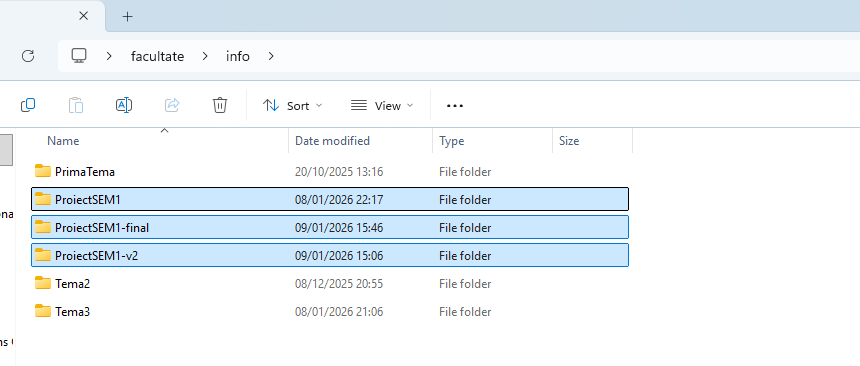 facultate info
Sort View
Name Date modified Type Size
PrimaTema 20/10/2025 13:16 File folder
ProiectSEM1 08/01/2026 22:17 File folder
ona
ProiectSEM1-final 09/01/2026 15:46 File folder
ProiectSEM1-v2 09/01/2026 15:06 File folder
Tema2 08/12/2025 20:55 File folder
Tema3 08/01/2026 21:06 File folder